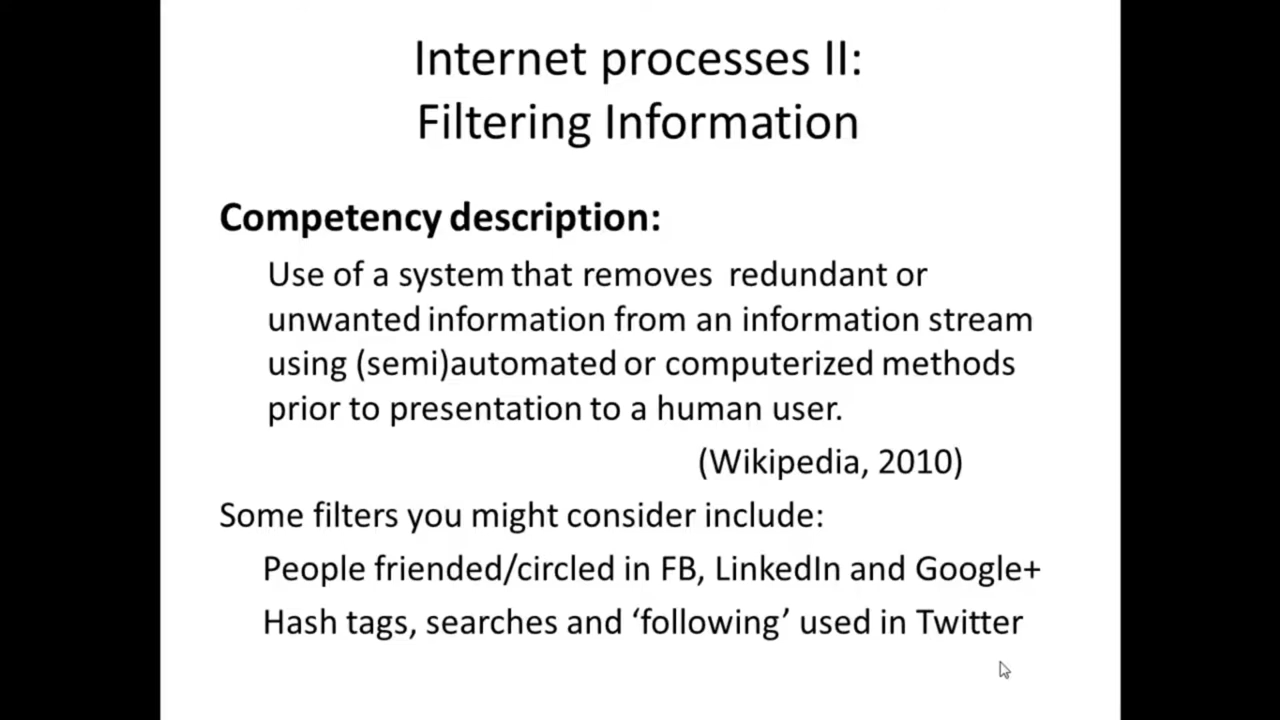 Internet processes II:
Filtering Information
Competency description:
Use of a system that removes  redundant or
unwanted information from an information stream
using (semi)automated or computerized methods
prior to presentation to a human user.
(Wikipedia, 2010)
Some filters you might consider include:
People friended/circled in FB, LinkedIn and Google+
Hash tags, searches and ‘following’ used in Twitter